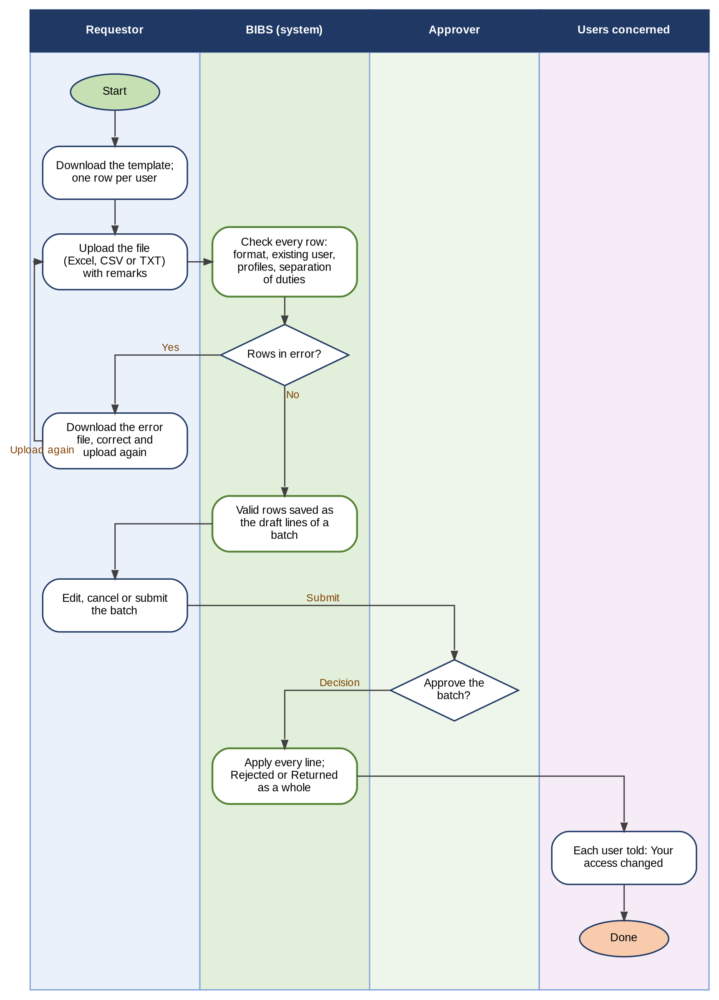 Requestor
BIBS (system)
Approver
Users concerned
Start
Download the template;
one row per user
Upload the file
(Excel, CSV or TXT)
with remarks
Check every row:
format, existing user,
profiles, separation
of duties
Rows in error?
Yes
No
Download the error
file, correct and
upload again
Upload again
Valid rows saved as
the draft lines of a
batch
Edit, cancel or submit
the batch
Submit
Approve the
batch?
Decision
Apply every line;
Rejected or Returned
as a whole
Each user told: Your
access changed
Done